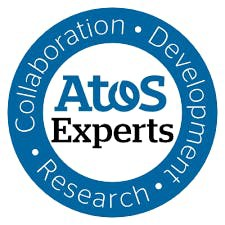 Collaboration • Development • Research •
Atos
Experts